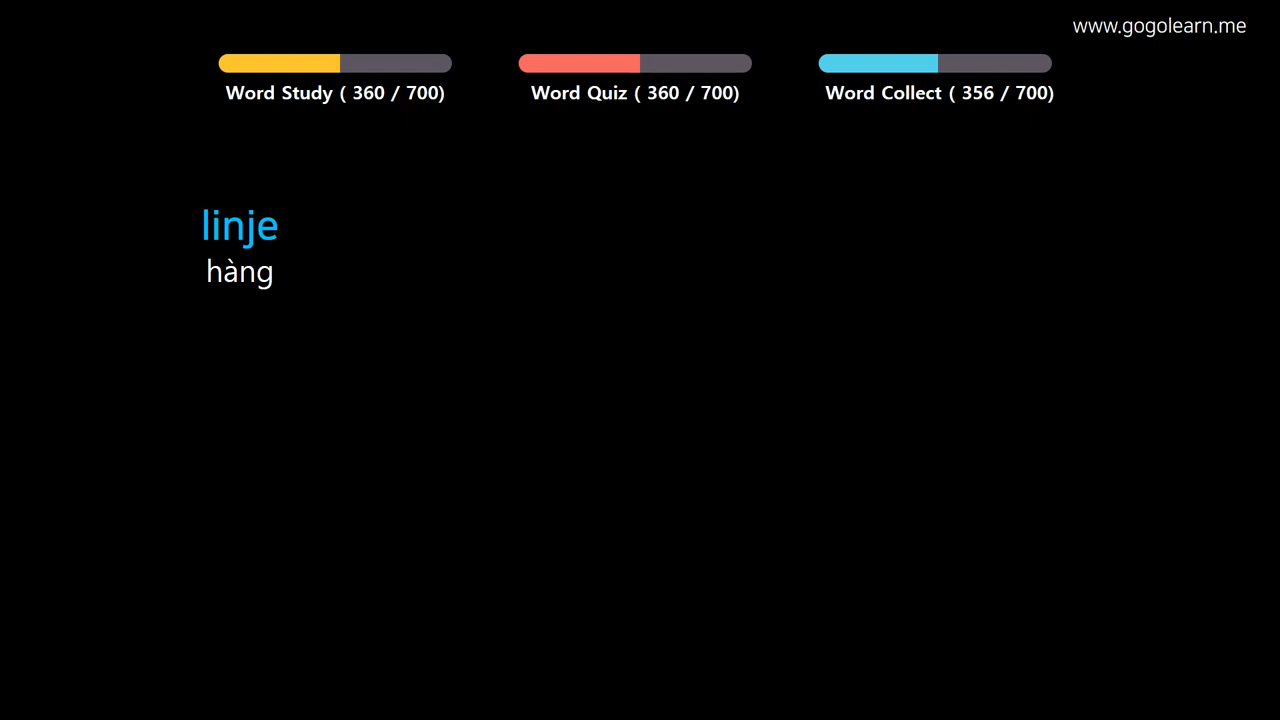 www.gogolearn.me
Word Study ( 360 / 700)
Word Quiz ( 360 / 700)
Word Collect ( 356 / 700)
linje
hàng